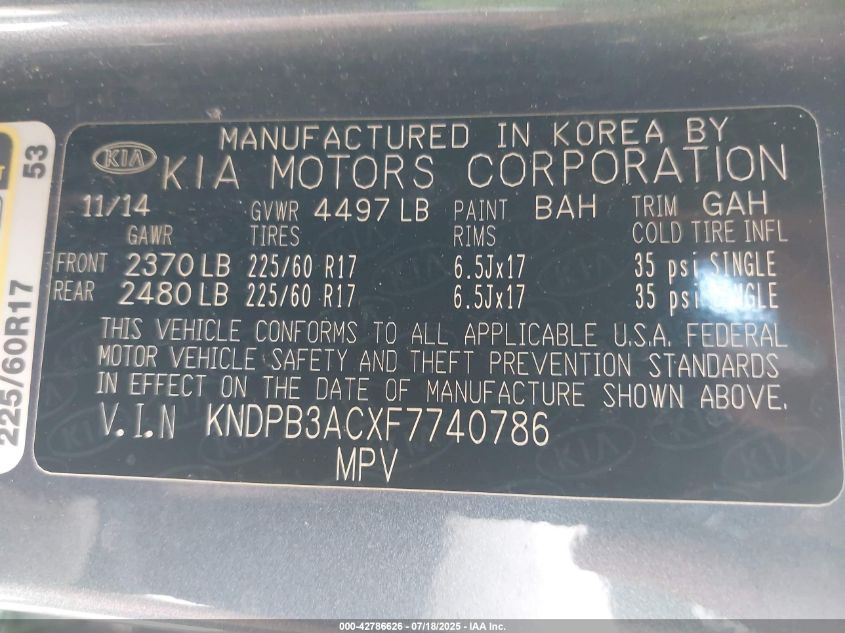 MANUFACTURED IN KOREA BY
KIA KIA MOTORS CORPORATION
11/14 GVWR 4497 LB PAINT BAH TRIM GAH
GAWR TIRES RIMS COLD TIRE INFL
FRONT 2370 LB 225/60 R17 6.5Jx17 35 psi SINGLE
REAR 2480 LB 225/60 R17 6.5Jx17 35 psi SINGLE
THIS VEHICLE CONFORMS TO ALL APPLICABLE U.S.A. FEDERAL
MOTOR VEHICLE SAFETY AND THEFT PREVENTION STANDARDS
IN EFFECT ON THE DATE OF MANUFACTURE SHOWN ABOVE.
V.I.N KNDPB3ACXF7740786
MPV
53
225/60R17
000-42786626 - 07/18/2025 - IAA Inc.